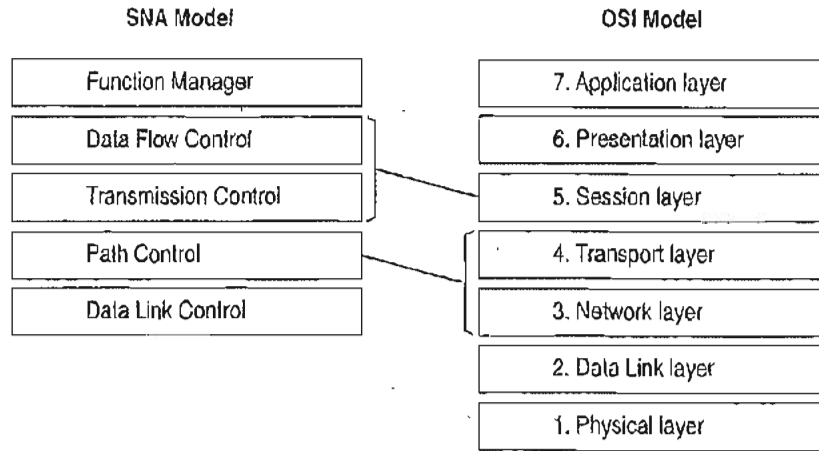 SNA Model
Function Manager
Data Flow Control
Transmission Control
Path Control
Data Link Control
OSI Model
7. Application layer
6. Presentation layer
5. Session layer
4. Transport layer
3. Network layer
2. Data Link layer
1. Physical layer